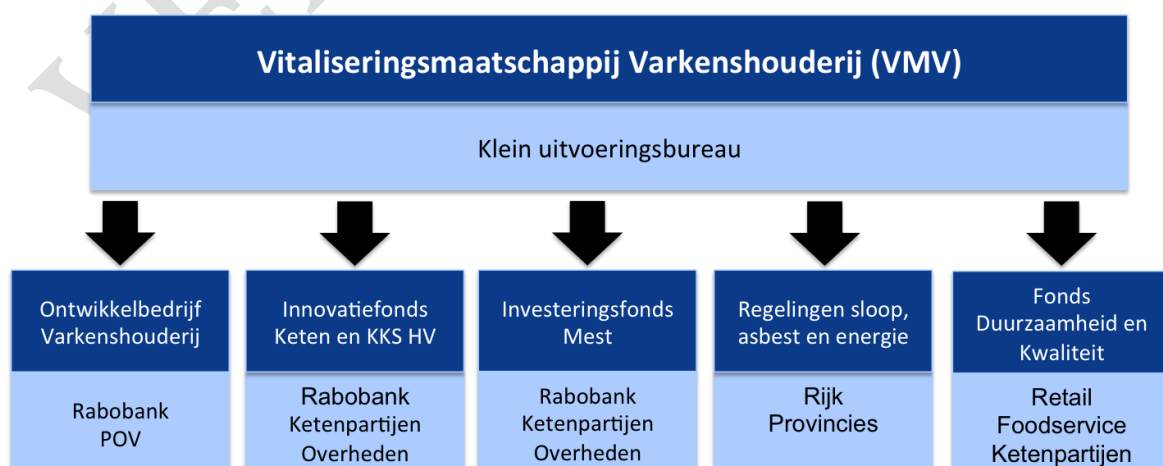 Vitaliseringsmaatschappij Varkenshouderij (VMV)
Klein uitvoeringsbureau
Ontwikkelbedrijf
Varkenshouderij
Rabobank
POV
Innovatiefonds
Keten en KKS HV
Rabobank
Ketenpartijen
Overheden
Investeringsfonds
Mest
Rabobank
Ketenpartijen
Overheden
Regelingen sloop,
asbest en energie
Rijk
Provincies
Fonds
Duurzaamheid en
Kwaliteit
Retail
Foodservice
Ketenpartijen